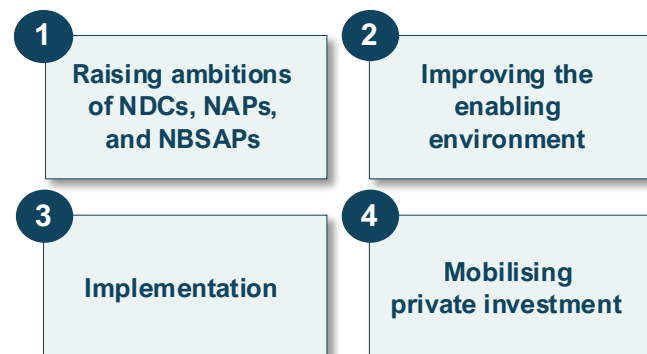 1
Raising ambitions
of NDCs, NAPs,
and NBSAPs
2
Improving the
enabling
environment
3
Implementation
4
Mobilising
private investment